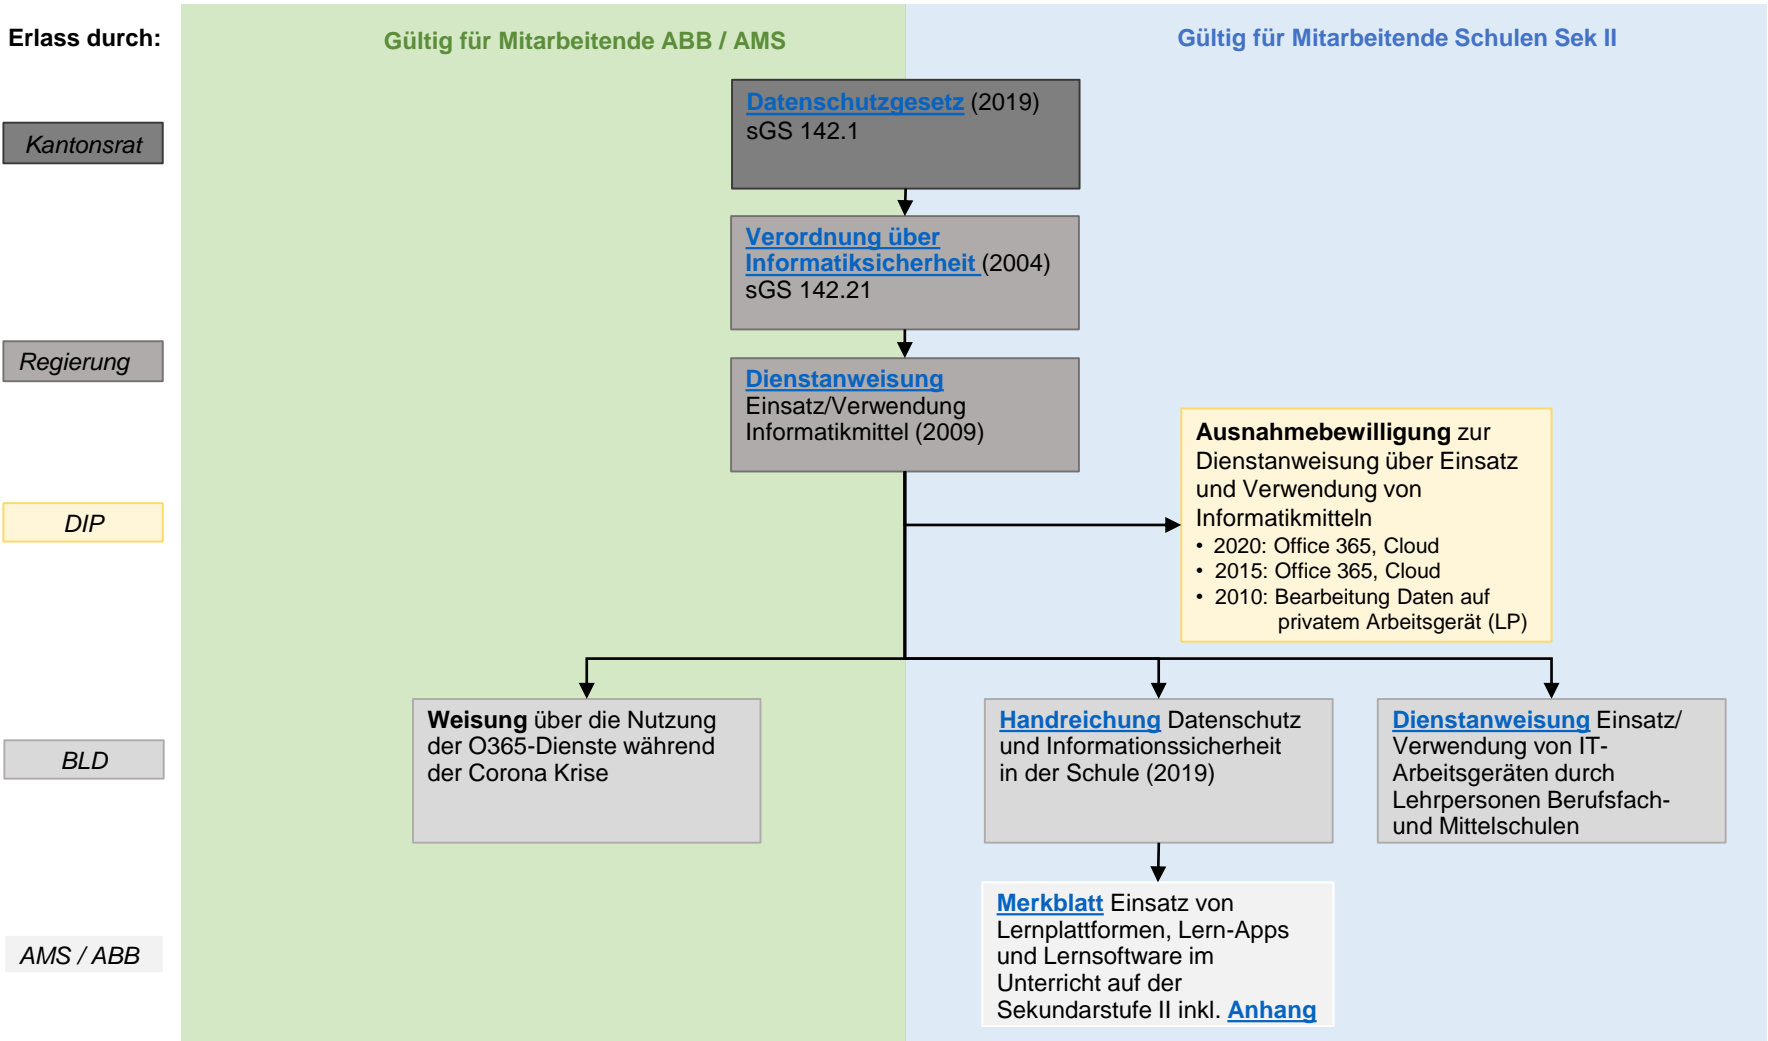 Erlass durch:
Gültig für Mitarbeitende ABB / AMS
Gültig für Mitarbeitende Schulen Sek II
Kantonsrat
Datenschutzgesetz (2019)
sGS 142.1
Verordnung über
Informatiksicherheit (2004)
sGS 142.21
Regierung
Dienstanweisung
Einsatz/Verwendung
Informatikmittel (2009)
DIP
Ausnahmebewilligung zur
Dienstanweisung über Einsatz
und Verwendung von
Informatikmitteln
• 2020: Office 365, Cloud
• 2015: Office 365, Cloud
• 2010: Bearbeitung Daten auf
privatem Arbeitsgerät (LP)
BLD
Weisung über die Nutzung
der O365-Dienste während
der Corona Krise
Handreichung Datenschutz
und Informationssicherheit
in der Schule (2019)
Dienstanweisung Einsatz/
Verwendung von IT-
Arbeitsgeräten durch
Lehrpersonen Berufsfach-
und Mittelschulen
AMS / ABB
Merkblatt Einsatz von
Lernplattformen, Lern-Apps
und Lernsoftware im
Unterricht auf der
Sekundarstufe II inkl. Anhang